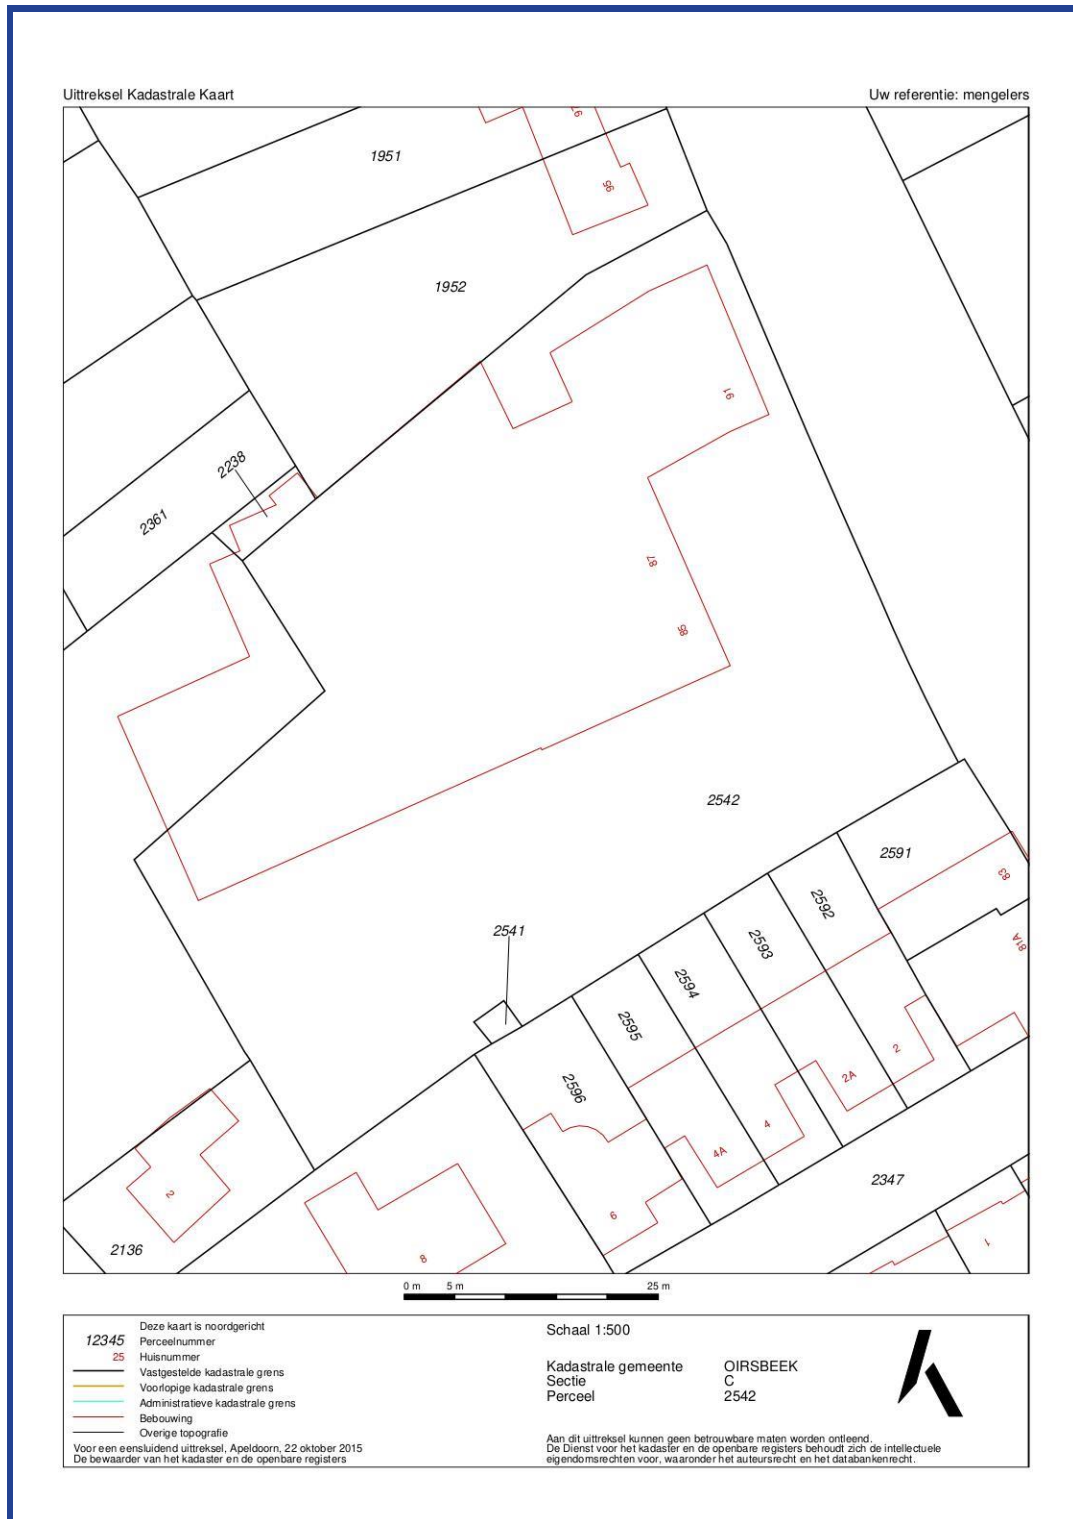 Uittreksel Kadastrale Kaart
Uw referentie: mengelers
97
1951
95
1952
91
2238
2361
87
85
2542
2591
83
2592
2541
81A
2593
2594
2595
2
2A
2596
4
4A
2347
2
6
2136
8
1
0 m 5 m 25 m
Deze kaart is noordgericht
12345 Perceelnummer
25 Huisnummer
Vastgestelde kadastrale grens
Voorlopige kadastrale grens
Administratieve kadastrale grens
Bebouwing
Overige topografie
Voor een eensluidend uittreksel, Apeldoorn, 22 oktober 2015
De bewaarder van het kadaster en de openbare registers
Schaal 1:500
Kadastrale gemeente OIRSBEEK
Sectie C
Perceel 2542
Aan dit uittreksel kunnen geen betrouwbare maten worden ontleend.
De Dienst voor het kadaster en de openbare registers behoudt zich de intellectuele
eigendomsrechten voor, waaronder het auteursrecht en het databankenrecht.